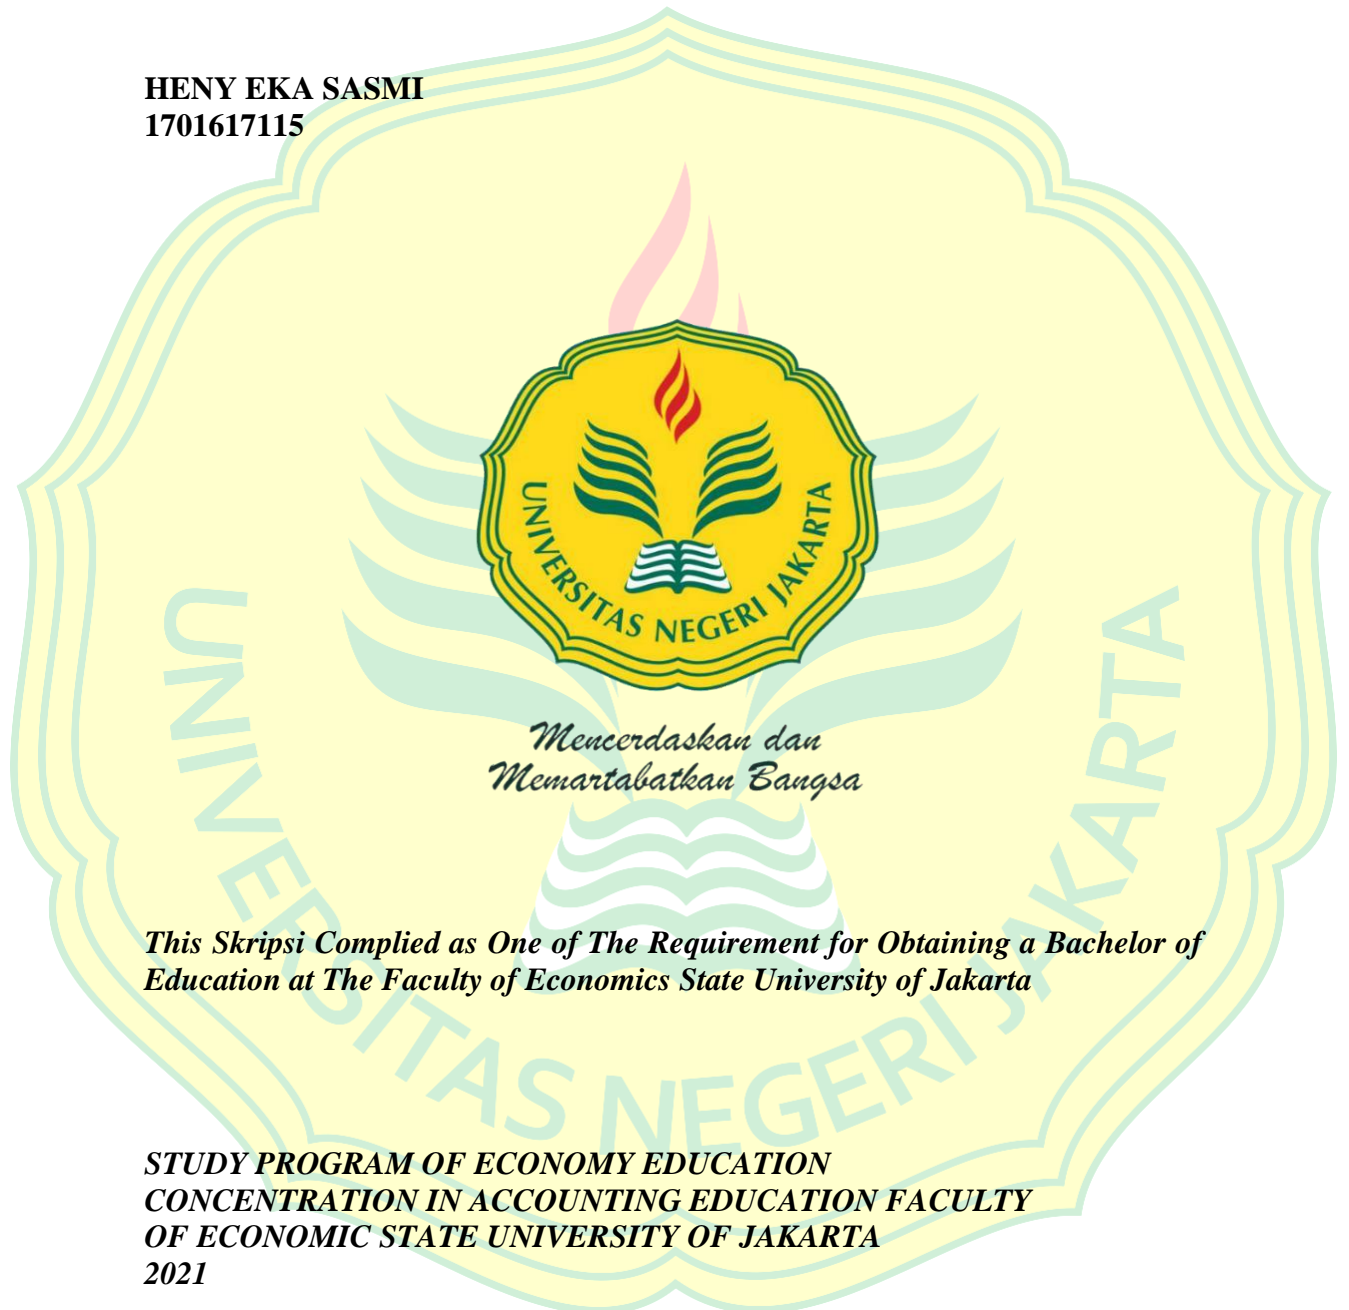 HENY EKA SASMI
1701617115
UNIVERSITAS NEGERI JAKARTA
Mencerdaskan dan
Memartabatkan Bangsa
UNIVERSITAS NEGERI JAKARTA
This Skripsi Complied as One of The Requirement for Obtaining a Bachelor of
Education at The Faculty of Economics State University of Jakarta
STUDY PROGRAM OF ECONOMY EDUCATION
CONCENTRATION IN ACCOUNTING EDUCATION FACULTY
OF ECONOMIC STATE UNIVERSITY OF JAKARTA
2021